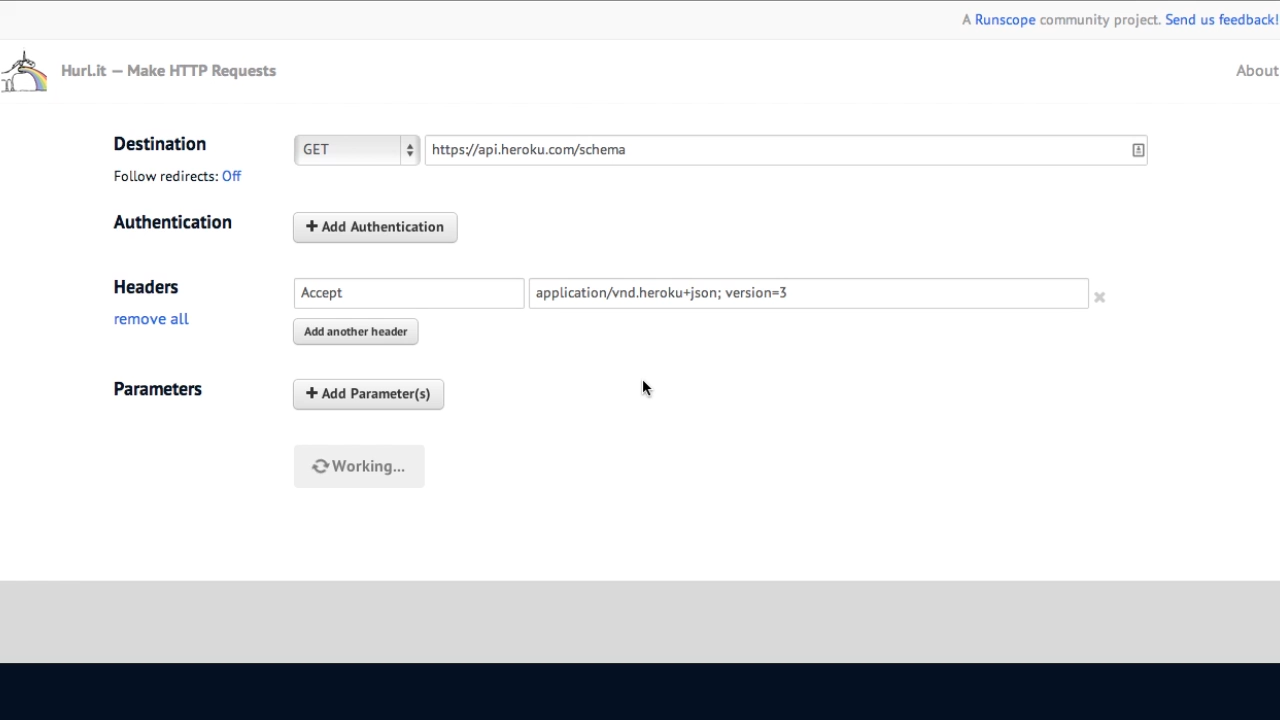 A Runscope community project. Send us feedback!
Hurl.it — Make HTTP Requests
About
Destination
GET
https://api.heroku.com/schema
Follow redirects: Off
Authentication
+ Add Authentication
Headers
Accept
application/vnd.heroku+json; version=3
remove all
Add another header
Parameters
+ Add Parameter(s)
Working...